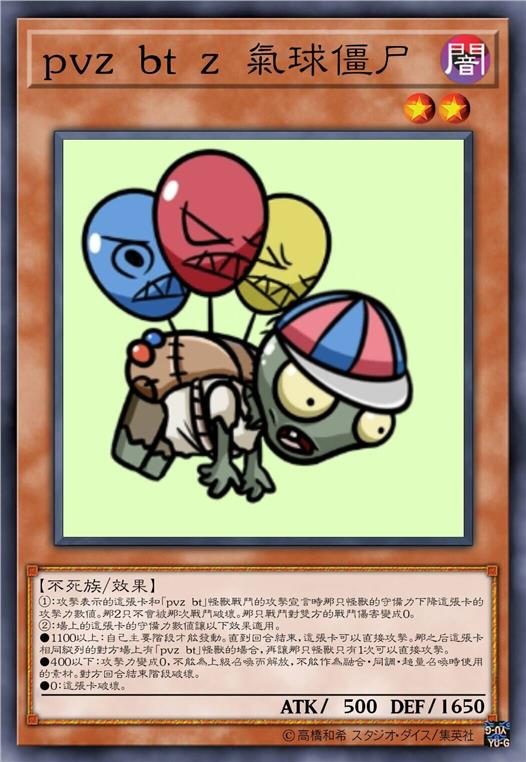 pvz bt z 氣球僵尸
闇
【不死族/效果】
①:攻擊表示的這張卡和「pvz bt」怪獸戰鬥的攻擊宣言時那只怪獸的守備力下降這張卡的
攻擊力數值。那2只不會被那次戰鬥破壞。那只戰鬥對雙方的戰鬥傷害變成0。
②:場上的這張卡的守備力數值讓以下效果適用。
●1100以上:自己主要階段才能發動。直到回合結束,這張卡可以直接攻擊。那之后這張卡
相同縱列的對方場上有「pvz bt」怪獸的場合,再讓那只怪獸只有1次可以直接攻擊。
●400以下:攻擊力變成0,不能為上級召喚而解放,不能作為融合·同調·超量召喚時使用
的素材。對方回合結束階段破壞。
●0:這張卡破壞。
ATK/ 500 DEF/1650
©高橋和希 スタジオ·ダイス/集英社
YU-G
YU-G